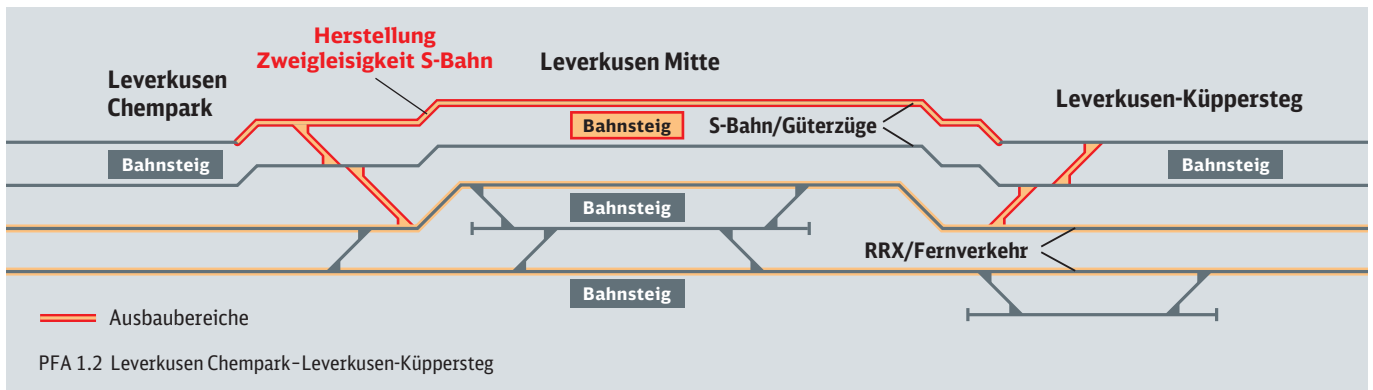 Herstellung
Zweigleisigkeit S-Bahn
Leverkusen Mitte
Leverkusen
Chempark
Leverkusen-Küppersteg
Bahnsteig
S-Bahn/Güterzüge
Bahnsteig
Bahnsteig
Bahnsteig
RRX/Fernverkehr
Bahnsteig
Ausbaubereiche
PFA 1.2 Leverkusen Chempark–Leverkusen-Küppersteg